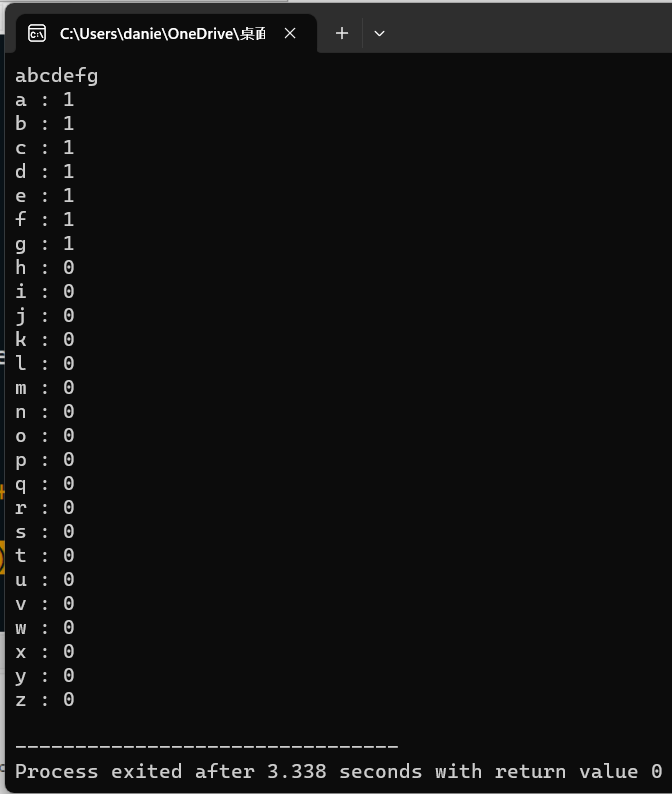 C:\Users\danie\OneDrive\桌面
abcdefg
a : 1
b : 1
c : 1
d : 1
e : 1
f : 1
g : 1
h : 0
i : 0
j : 0
k : 0
l : 0
m : 0
n : 0
o : 0
p : 0
q : 0
r : 0
s : 0
t : 0
u : 0
v : 0
w : 0
x : 0
y : 0
z : 0
--------------------------------
Process exited after 3.338 seconds with return value 0